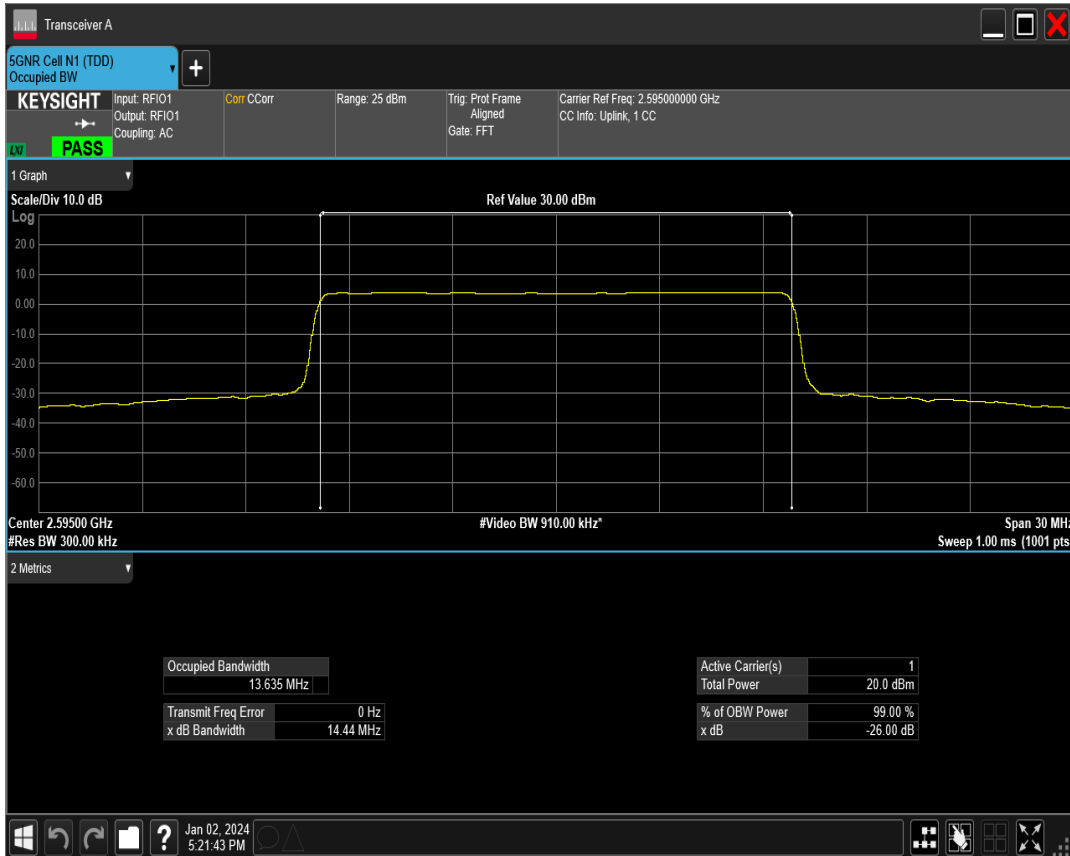 Transceiver A
5GNR Cell N1 (TDD)
Occupied BW
+
KEYSIGHT
LXI
PASS
Input: RFIO1
Output: RFIO1
Coupling: AC
Corr CCorr
Range: 25 dBm
Trig: Prot Frame
Aligned
Gate: FFT
Carrier Ref Freq: 2.595000000 GHz
CC Info: Uplink, 1 CC
1 Graph
Scale/Div 10.0 dB
Ref Value 30.00 dBm
Log
20.0
10.0
0.00
-10.0
-20.0
-30.0
-40.0
-50.0
-60.0
Center 2.59500 GHz
#Video BW 910.00 kHz*
Span 30 MHz
#Res BW 300.00 kHz
Sweep 1.00 ms (1001 pts
2 Metrics
Occupied Bandwidth
13.635 MHz
Transmit Freq Error 0 Hz
x dB Bandwidth 14.44 MHz
Active Carrier(s) 1
Total Power 20.0 dBm
% of OBW Power 99.00 %
x dB -26.00 dB
?
Jan 02, 2024
5:21:43 PM